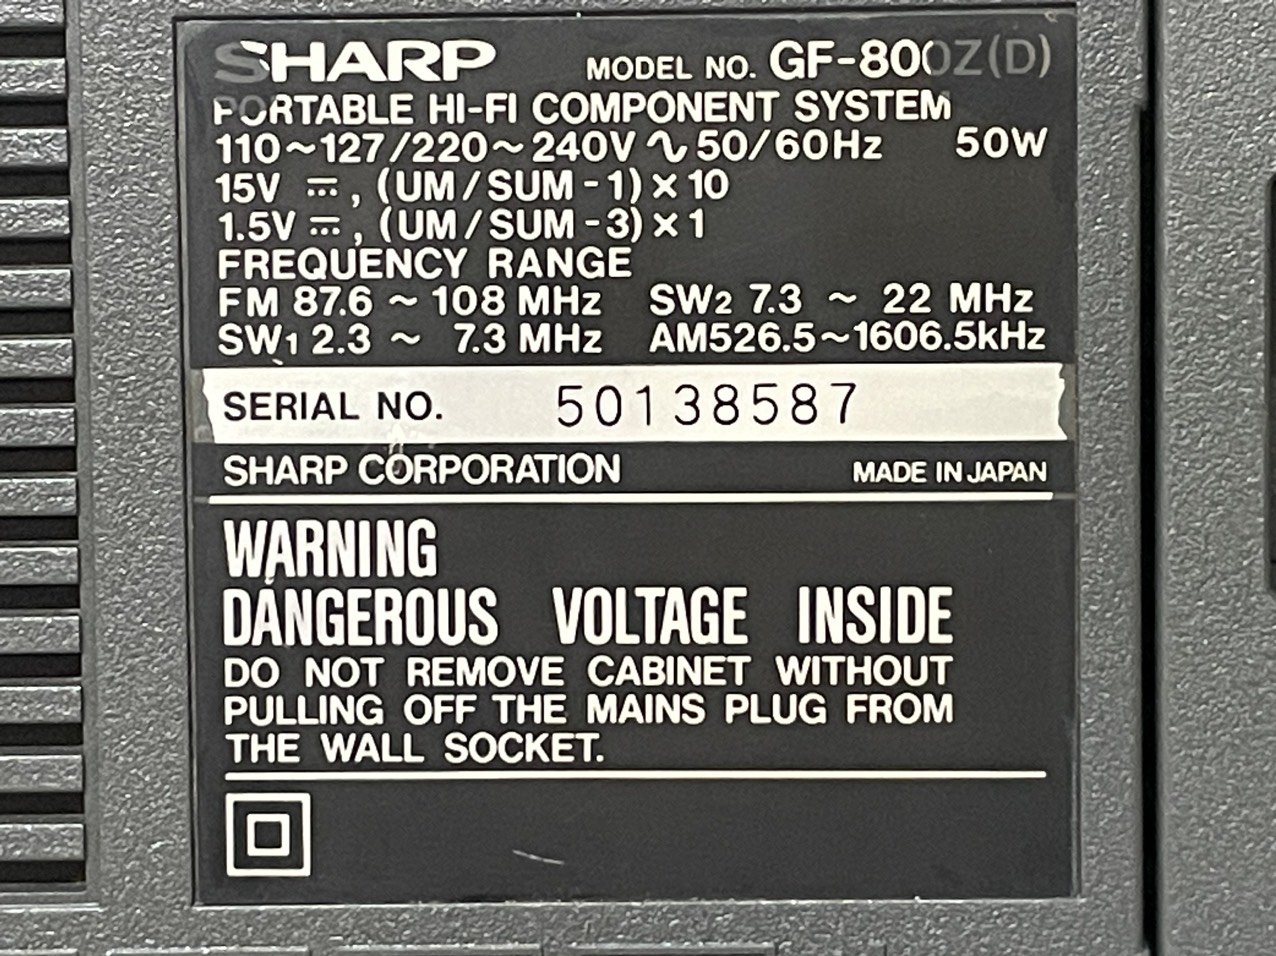 SHARP MODEL NO. GF-800Z(D)
PORTABLE HI-FI COMPONENT SYSTEM
110~127/220~240V ∿ 50/60Hz 50W
15V ⎓, (UM/SUM-1)×10
1.5V ⎓, (UM/SUM-3)×1
FREQUENCY RANGE
FM 87.6 ~ 108 MHz SW2 7.3 ~ 22 MHz
SW1 2.3 ~ 7.3 MHz AM526.5~1606.5kHz
SERIAL NO. 50138587
SHARP CORPORATION MADE IN JAPAN
WARNING
DANGEROUS VOLTAGE INSIDE
DO NOT REMOVE CABINET WITHOUT
PULLING OFF THE MAINS PLUG FROM
THE WALL SOCKET.